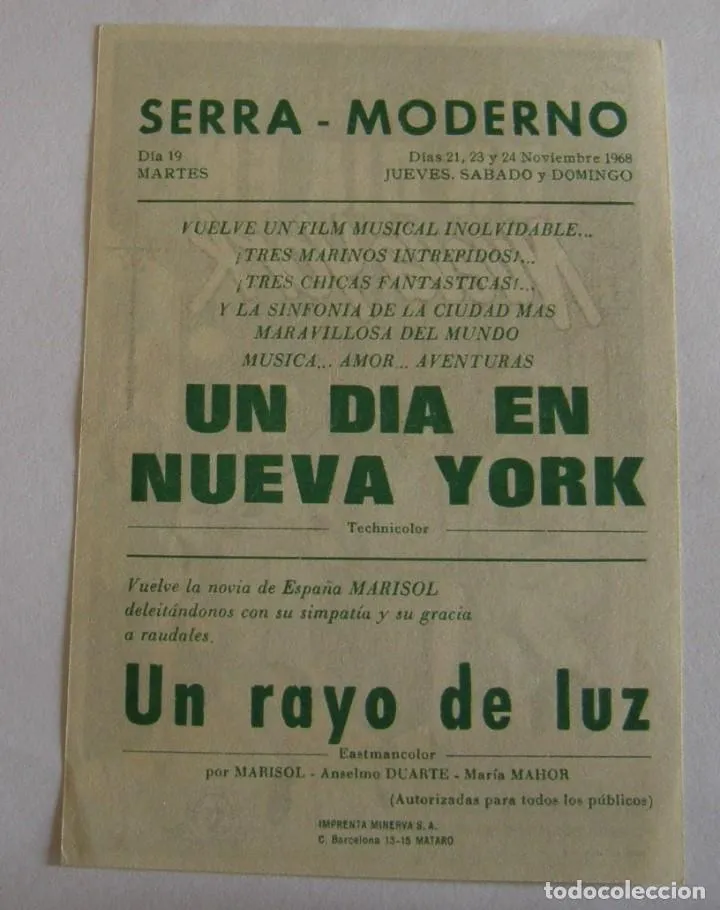 SERRA - MODERNO
Día 19
MARTES
Días 21, 23 y 24 Noviembre 1968
JUEVES. SABADO y DOMINGO
VUELVE UN FILM MUSICAL INOLVIDABLE...
¡TRES MARINOS INTREPIDOS!...
¡TRES CHICAS FANTASTICAS!...
Y LA SINFONIA DE LA CIUDAD MAS
MARAVILLOSA DEL MUNDO
MUSICA... AMOR... AVENTURAS
UN DIA EN
NUEVA YORK
Technicolor
Vuelve la novia de España MARISOL
deleitándonos con su simpatía y su gracia
a raudales.
Un rayo de luz
Eastmancolor
por MARISOL - Anselmo DUARTE - María MAHOR
(Autorizadas para todos los públicos)
IMPRENTA MINERVA S. A.
C. Barcelona 13-15 MATARO
todocoleccion